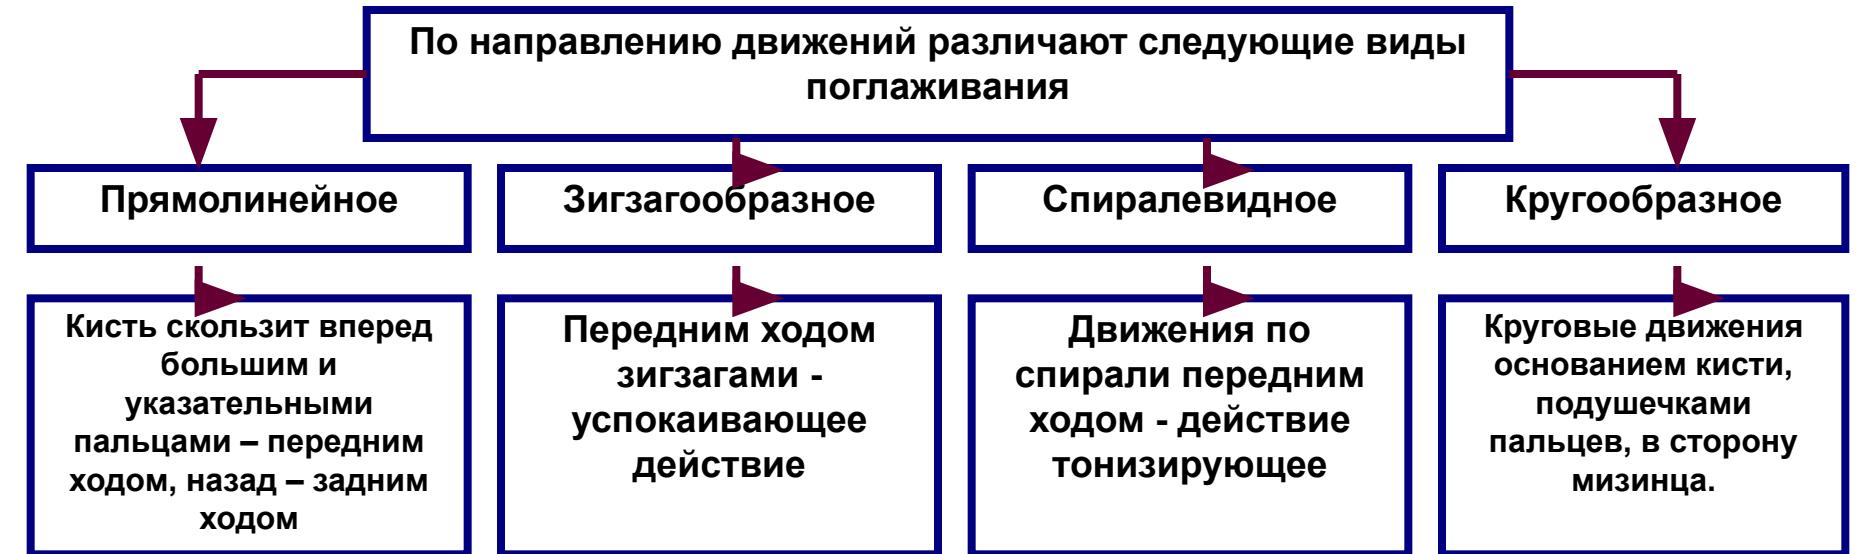 По направлению движений различают следующие виды
поглаживания
Прямолинейное
Зигзагообразное
Спиралевидное
Кругообразное
Кисть скользит вперед
большим и
указательными
пальцами – передним
ходом, назад – задним
ходом
Передним ходом
зигзагами -
успокаивающее
действие
Движения по
спирали передним
ходом - действие
тонизирующее
Круговые движения
основанием кисти,
подушечками
пальцев, в сторону
мизинца.